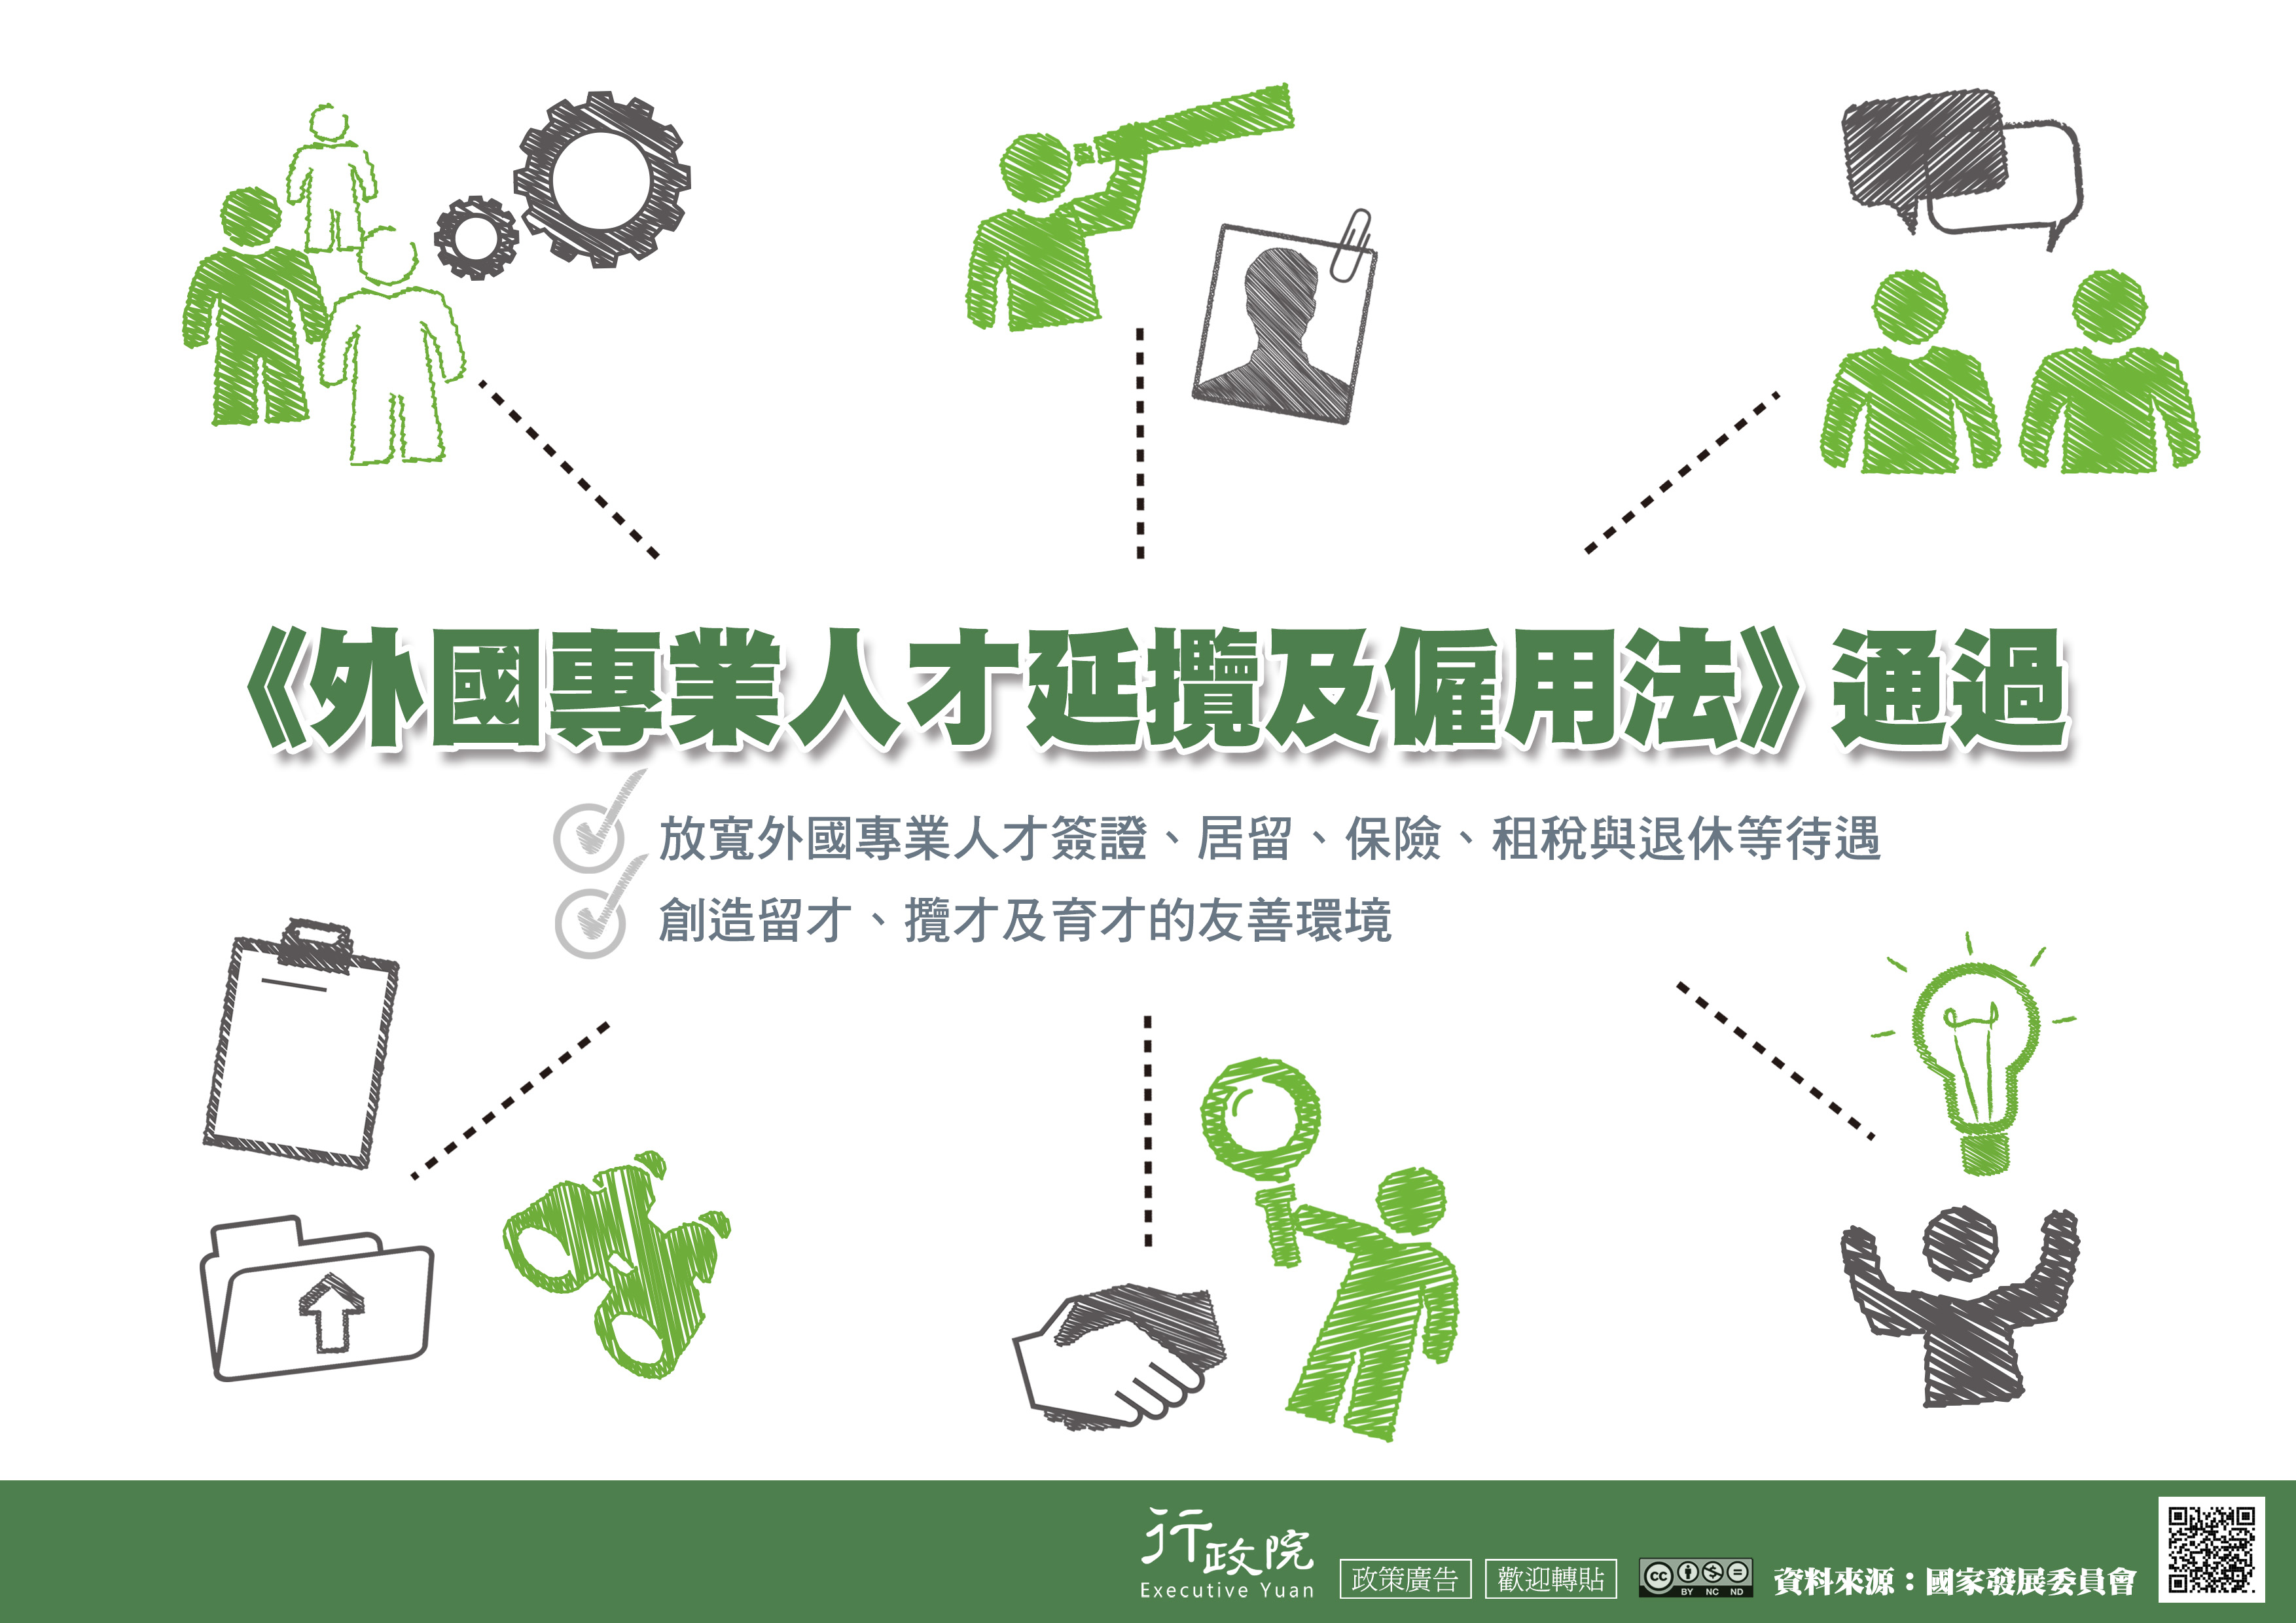 《外國專業人才延攬及僱用法》通過
放寬外國專業人才簽證、居留、保險、租稅與退休等待遇
創造留才、攬才及育才的友善環境
行政院
Executive Yuan
政策廣告
歡迎轉貼
cc BY NC ND
資料來源：國家發展委員會